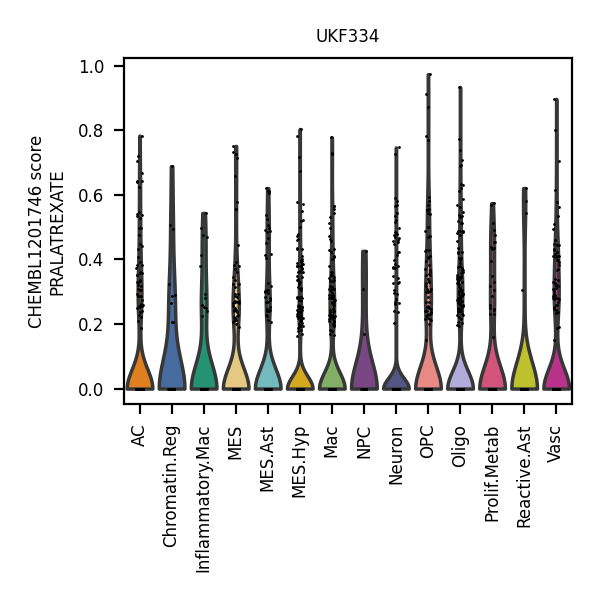 UKF334
CHEMBL1201746 score
PRALATREXATE
1.0
0.8
0.6
0.4
0.2
0.0
AC
Chromatin.Reg
Inflammatory.Mac
MES
MES.Ast
MES.Hyp
Mac
NPC
Neuron
OPC
Oligo
Prolif.Metab
Reactive.Ast
Vasc